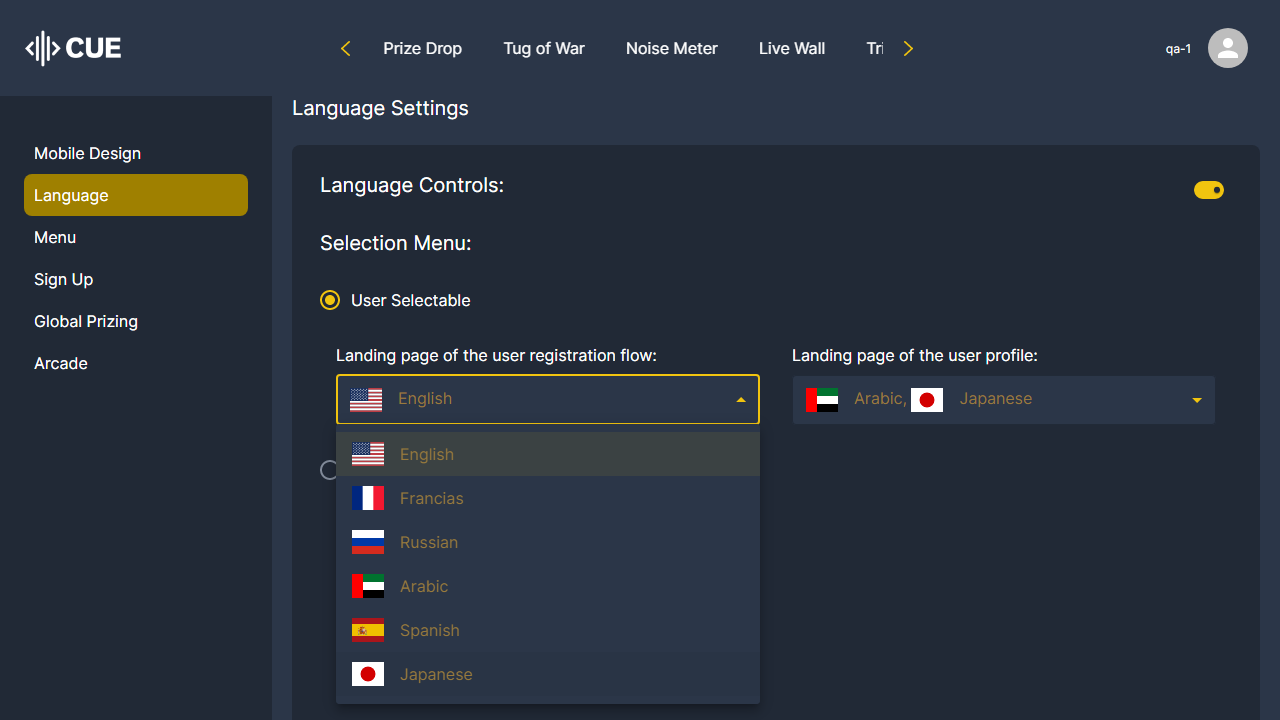 CUE
Prize Drop
Tug of War
Noise Meter
Live Wall
Tri
qa-1
Mobile Design
Language
Menu
Sign Up
Global Prizing
Arcade
Language Settings
Language Controls:
Selection Menu:
User Selectable
Landing page of the user registration flow:
English
Landing page of the user profile:
Arabic, Japanese
English
Francias
Russian
Arabic
Spanish
Japanese